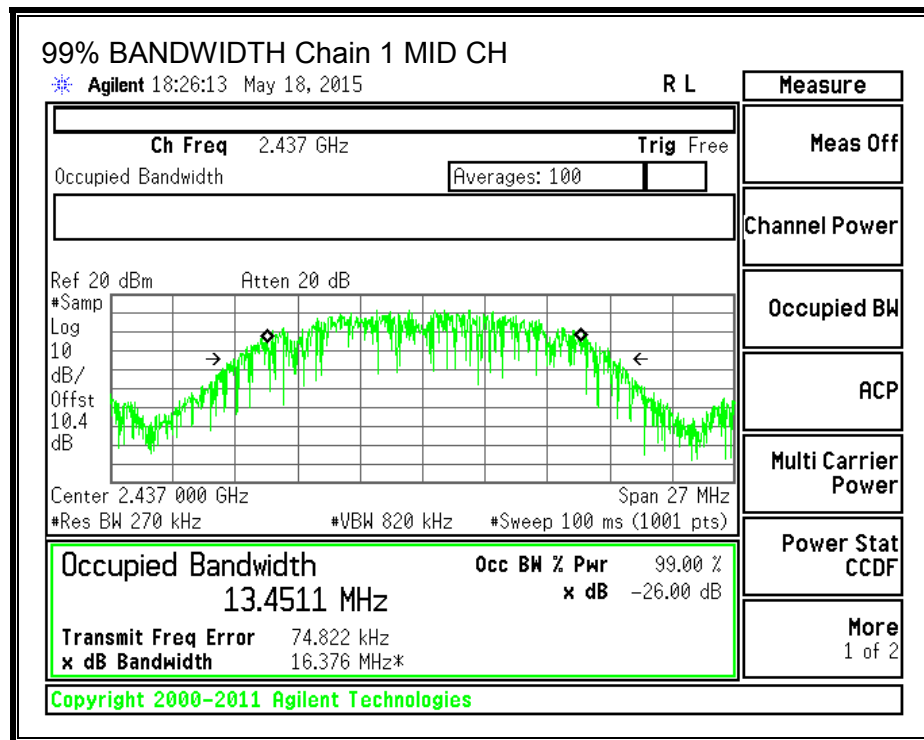 99% BANDWIDTH Chain 1 MID CH
Agilent 18:26:13 May 18, 2015 R L
Measure
Ch Freq 2.437 GHz Trig Free
Meas Off
Occupied Bandwidth Averages: 100
Channel Power
Ref 20 dBm Atten 20 dB
#Samp
Log
10
dB/
Offst
10.4
dB
Occupied BW
ACP
Multi Carrier
Power
Center 2.437 000 GHz Span 27 MHz
#Res BW 270 kHz #VBW 820 kHz #Sweep 100 ms (1001 pts)
Power Stat
CCDF
Occupied Bandwidth Occ BW % Pwr 99.00 %
13.4511 MHz x dB -26.00 dB
Transmit Freq Error 74.822 kHz
x dB Bandwidth 16.376 MHz*
More
1 of 2
Copyright 2000-2011 Agilent Technologies